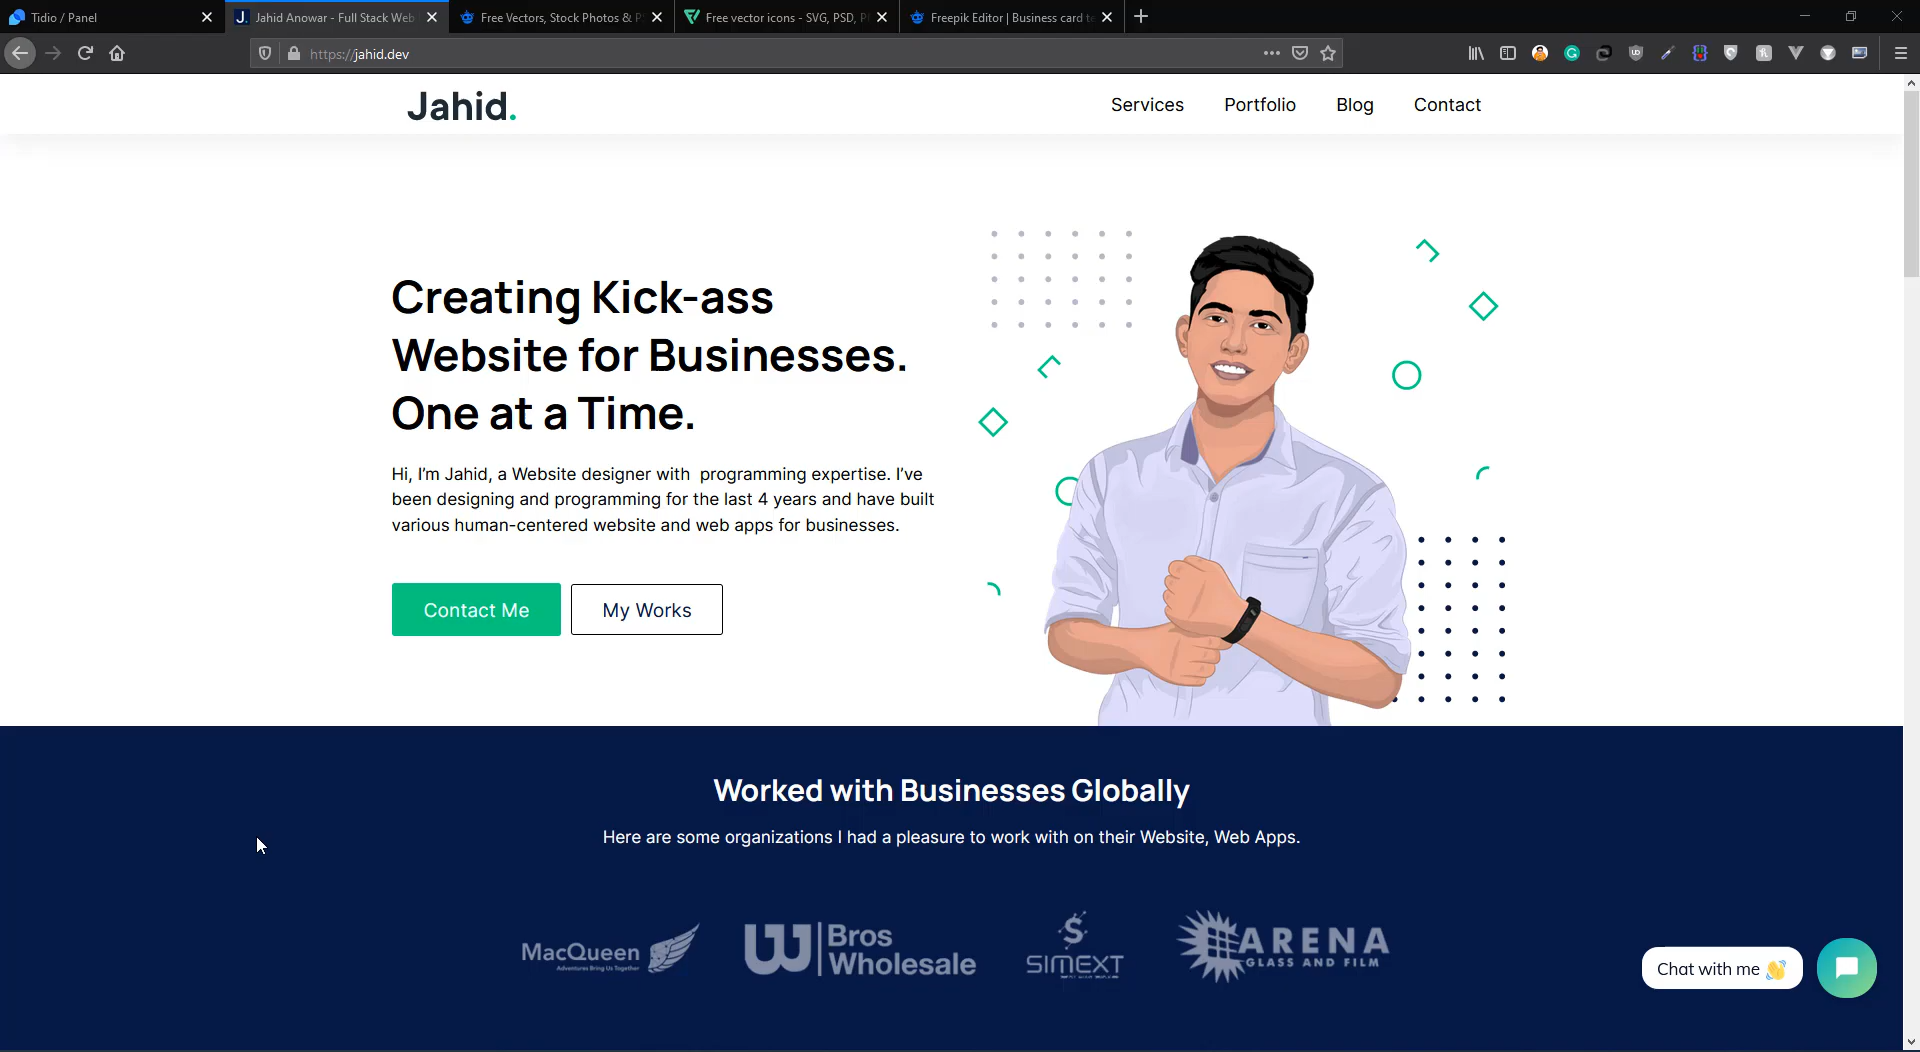 Tidio / Panel
Jahid Anowar - Full Stack Web
Free Vectors, Stock Photos & P
Free vector icons - SVG, PSD, P
Freepik Editor | Business card te
https://jahid.dev
Jahid.
Services
Portfolio
Blog
Contact
Creating Kick-ass
Website for Businesses.
One at a Time.
Hi, I'm Jahid, a Website designer with programming expertise. I've
been designing and programming for the last 4 years and have built
various human-centered website and web apps for businesses.
Contact Me
My Works
Worked with Businesses Globally
Here are some organizations I had a pleasure to work with on their Website, Web Apps.
MacQueen
Adventures Bring Us Together
W Bros
Wholesale
SIMEXT
ARENA
GLASS AND FILM
Chat with me 👋